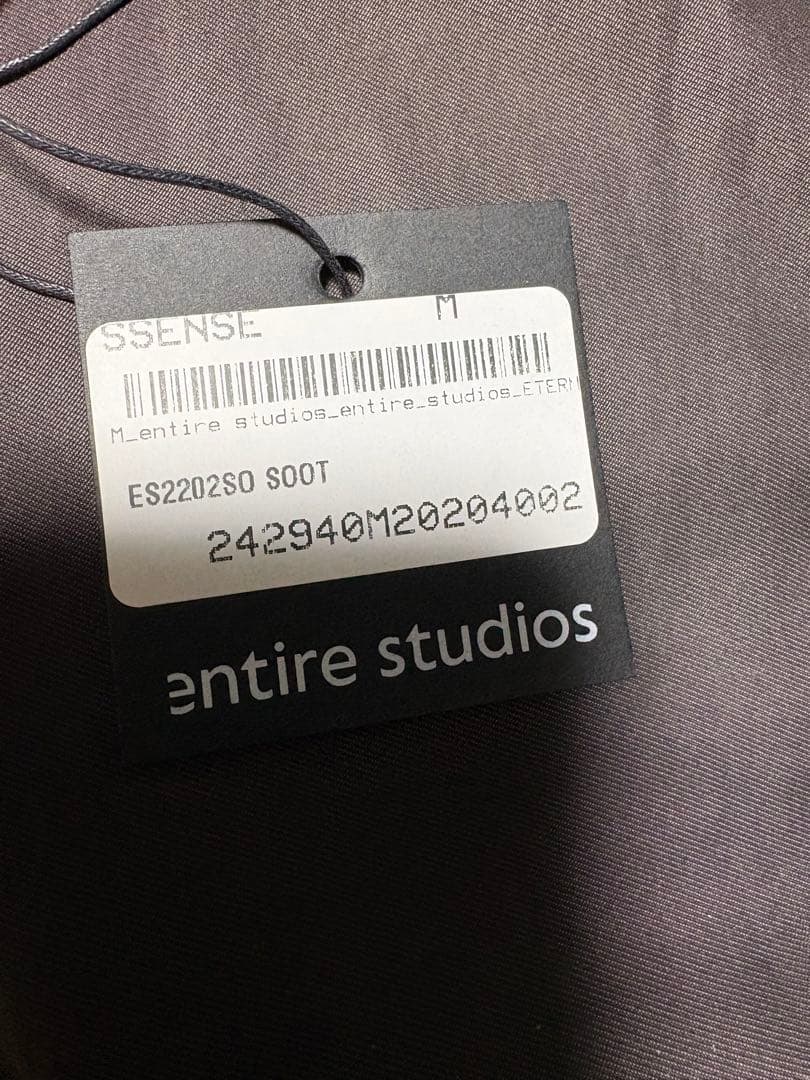 SSENSE M
M_entire studios_entire_studios_ETERN
ES2202SO SOOT
242940M20204002
entire studios